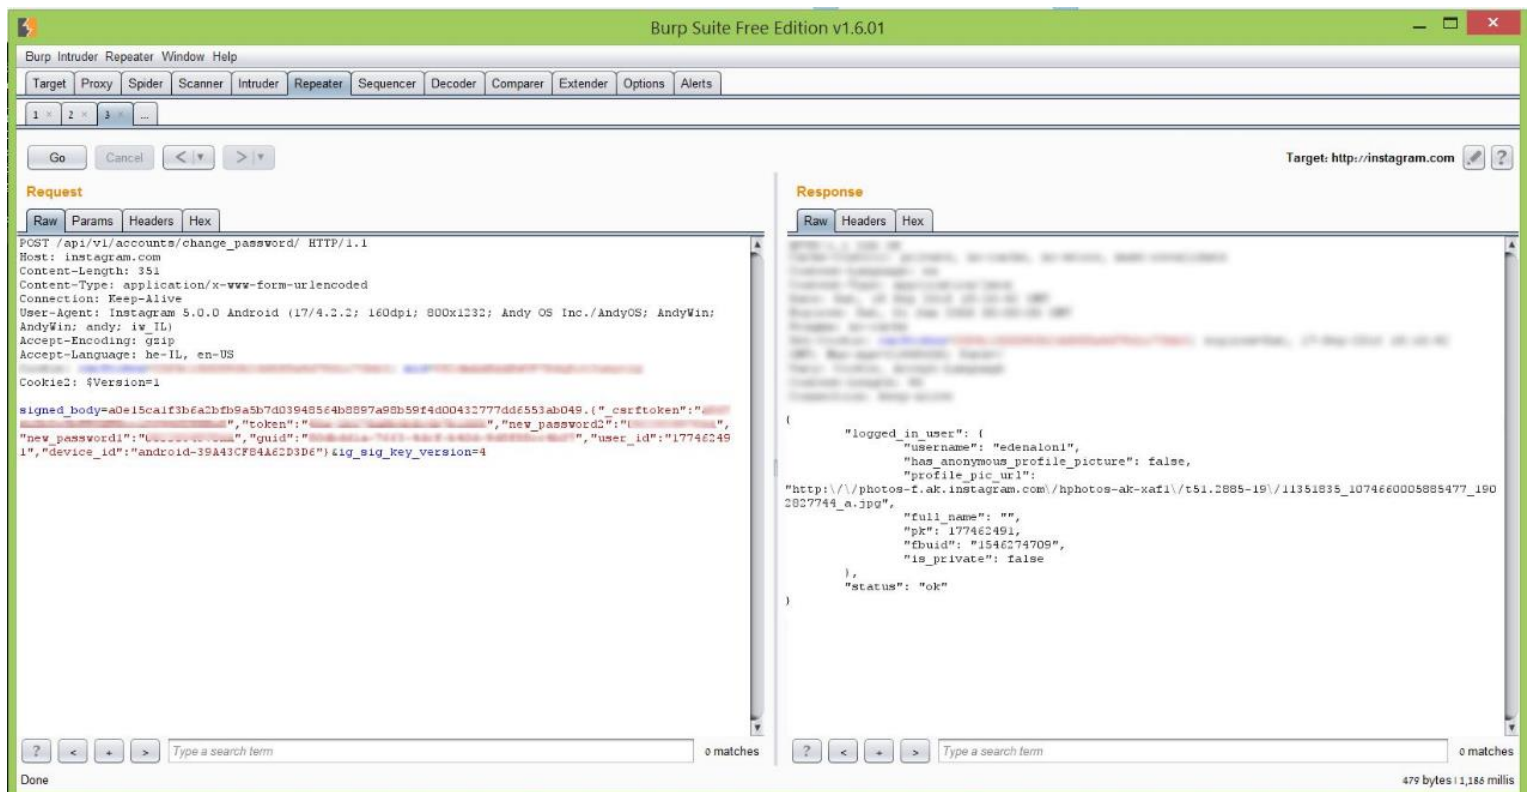 Burp Suite Free Edition v1.6.01
Burp Intruder Repeater Window Help
Target Proxy Spider Scanner Intruder Repeater Sequencer Decoder Comparer Extender Options Alerts
1 × 2 × 3 × ...
Go Cancel < > Target: http://instagram.com ?
Request
Raw Params Headers Hex
POST /api/v1/accounts/change_password/ HTTP/1.1
Host: instagram.com
Content-Length: 351
Content-Type: application/x-www-form-urlencoded
Connection: Keep-Alive
User-Agent: Instagram 5.0.0 Android (17/4.2.2; 160dpi; 800x1232; Andy OS Inc./AndyOS; AndyWin;
AndyWin; andy; iw_IL)
Accept-Encoding: gzip
Accept-Language: he-IL, en-US
Cookie2: $Version=1
signed_body=a0e15ca1f3b6a2bfb9a5b7d03948564b8897a98b59f4d00432777dd6553ab049.{"_csrftoken":"
","token":" ","new_password2":" ",
"new_password1":" ","guid":" ","user_id":"17746249
1","device_id":"android-39A43CF84A62D3D6"}&ig_sig_key_version=4
? < + > Type a search term 0 matches
Done
Response
Raw Headers Hex
{
"logged_in_user": {
"username": "edenalon1",
"has_anonymous_profile_picture": false,
"profile_pic_url":
"http:\/\/photos-f.ak.instagram.com\/hphotos-ak-xaf1\/t51.2885-19\/11351835_1074660005885477_190
2827744_a.jpg",
"full_name": "",
"pk": 177462491,
"fbuid": "1546274709",
"is_private": false
},
"status": "ok"
}
? < + > Type a search term 0 matches
479 bytes | 1,186 millis